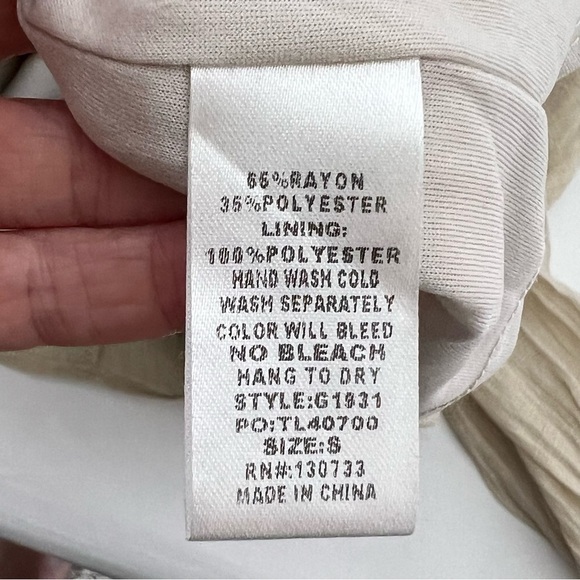 65%RAYON
35%POLYESTER
LINING:
100%POLYESTER
HAND WASH COLD
WASH SEPARATELY
COLOR WILL BLEED
NO BLEACH
HANG TO DRY
STYLE:G1931
PO:TL40700
SIZE:S
RN#:130733
MADE IN CHINA